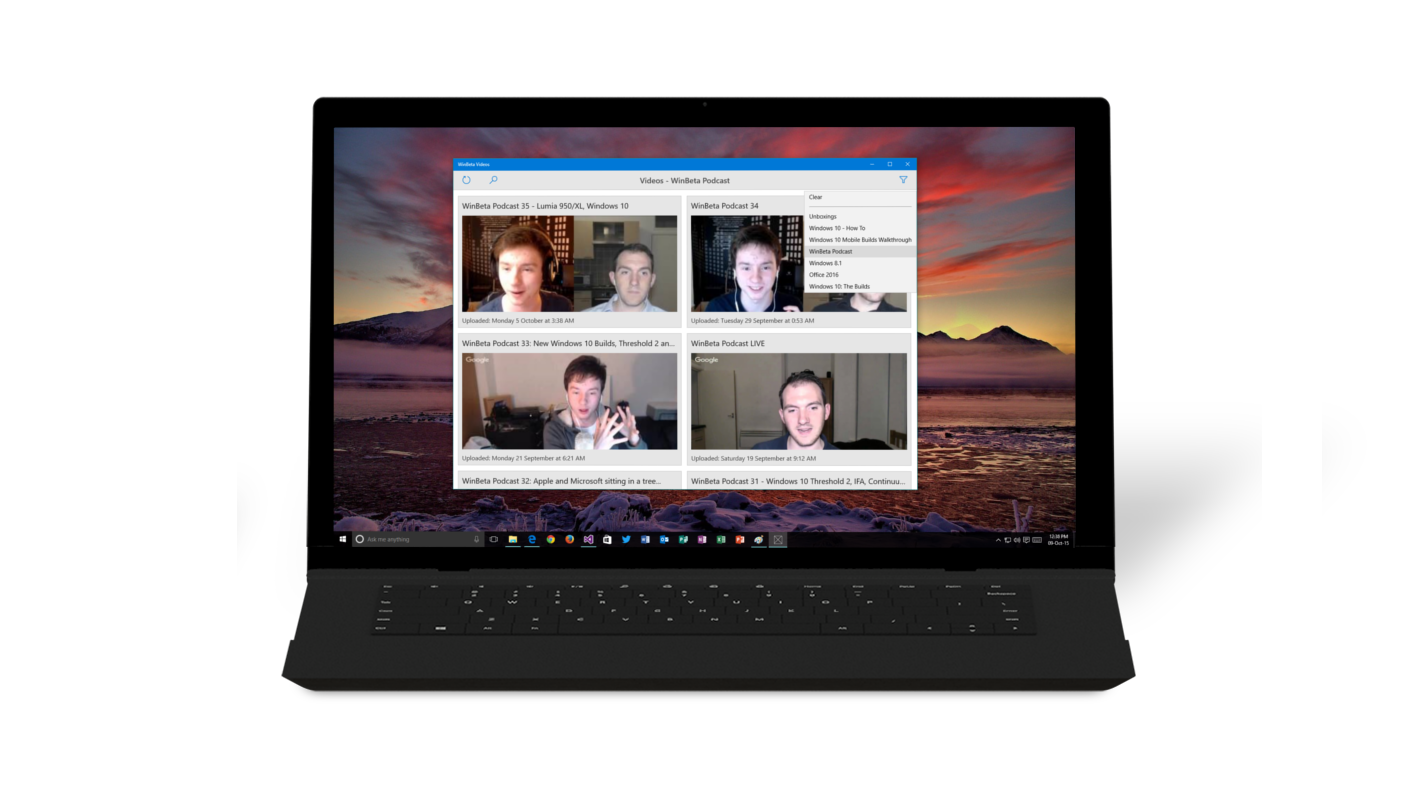 WinBeta Videos
Videos - WinBeta Podcast
Clear
Unboxings
Windows 10 - How To
Windows 10 Mobile Builds Walkthrough
WinBeta Podcast
Windows 8.1
Office 2016
Windows 10: The Builds
WinBeta Podcast 35 - Lumia 950/XL, Windows 10
Uploaded: Monday 5 October at 3:38 AM
WinBeta Podcast 34
Uploaded: Tuesday 29 September at 0:53 AM
WinBeta Podcast 33: New Windows 10 Builds, Threshold 2 an...
Google
Uploaded: Monday 21 September at 6:21 AM
WinBeta Podcast LIVE
Google
Uploaded: Saturday 19 September at 9:12 AM
WinBeta Podcast 32: Apple and Microsoft sitting in a tree...
WinBeta Podcast 31 - Windows 10 Threshold 2, IFA, Continuu...
Ask me anything
12:38 PM
09-Oct-15